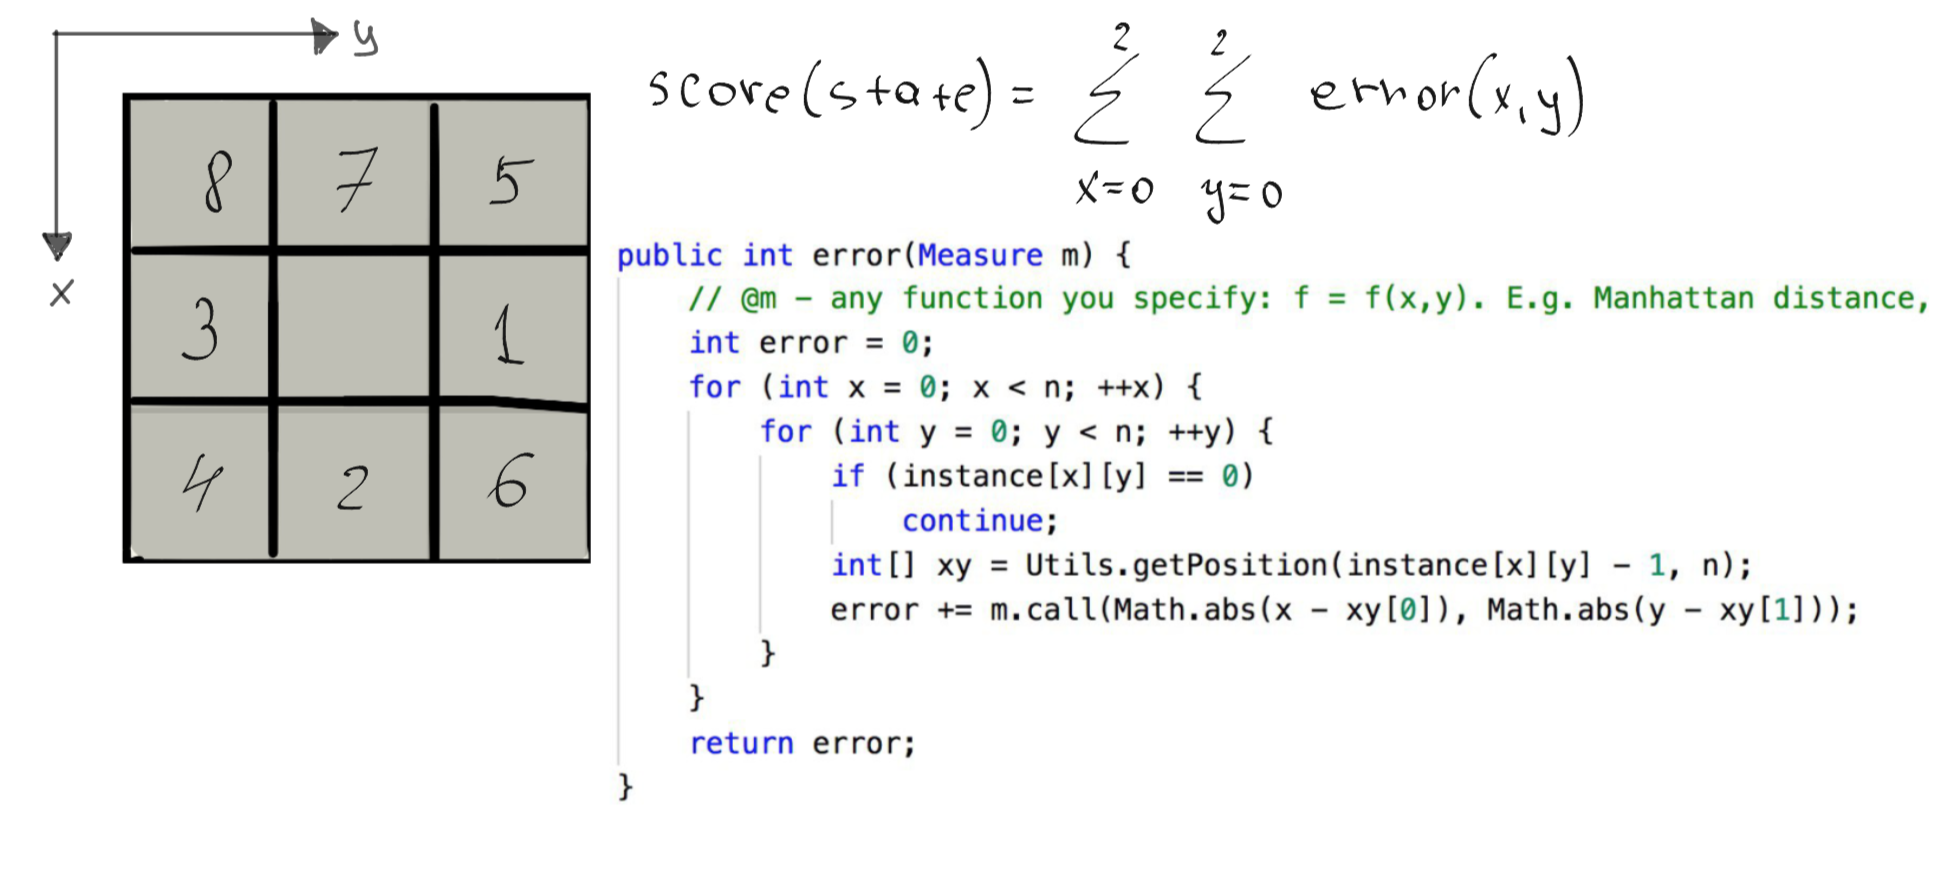 y
x
8 7 5
3 1
4 2 6
score(state) = 2 ∑ x=0 2 ∑ y=0 error(x,y)
public int error(Measure m) {
// @m – any function you specify: f = f(x,y). E.g. Manhattan distance,
int error = 0;
for (int x = 0; x < n; ++x) {
for (int y = 0; y < n; ++y) {
if (instance[x][y] == 0)
continue;
int[] xy = Utils.getPosition(instance[x][y] – 1, n);
error += m.call(Math.abs(x – xy[0]), Math.abs(y – xy[1]));
}
}
return error;
}